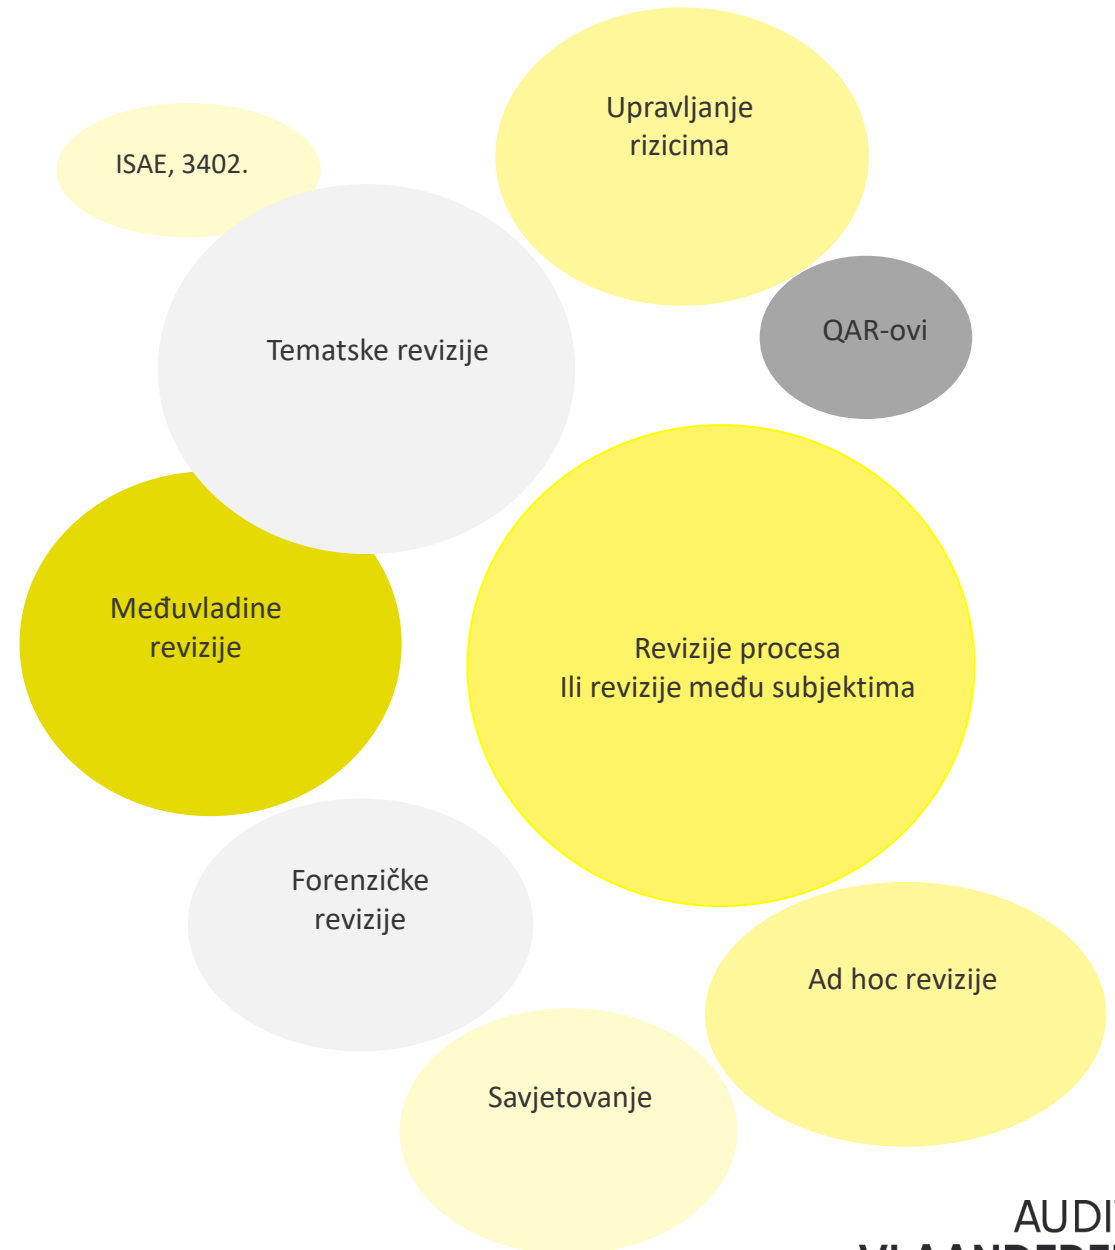 Upravljanje
rizicima
ISAE, 3402.
QAR-ovi
Tematske revizije
Međuvladine
revizije
Revizije procesa
Ili revizije među subjektima
Forenzičke
revizije
Ad hoc revizije
Savjetovanje
AUDI